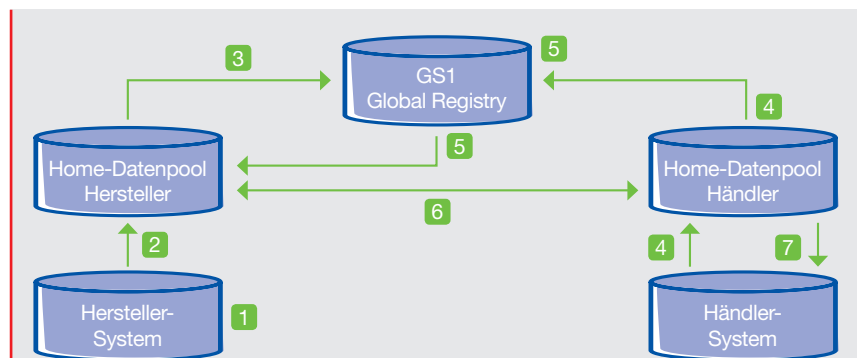 3
GS1
Global Registry
5
4
5
Home-Datenpool
Hersteller
Home-Datenpool
Händler
6
2
4
7
Hersteller-
System
1
Händler-
System